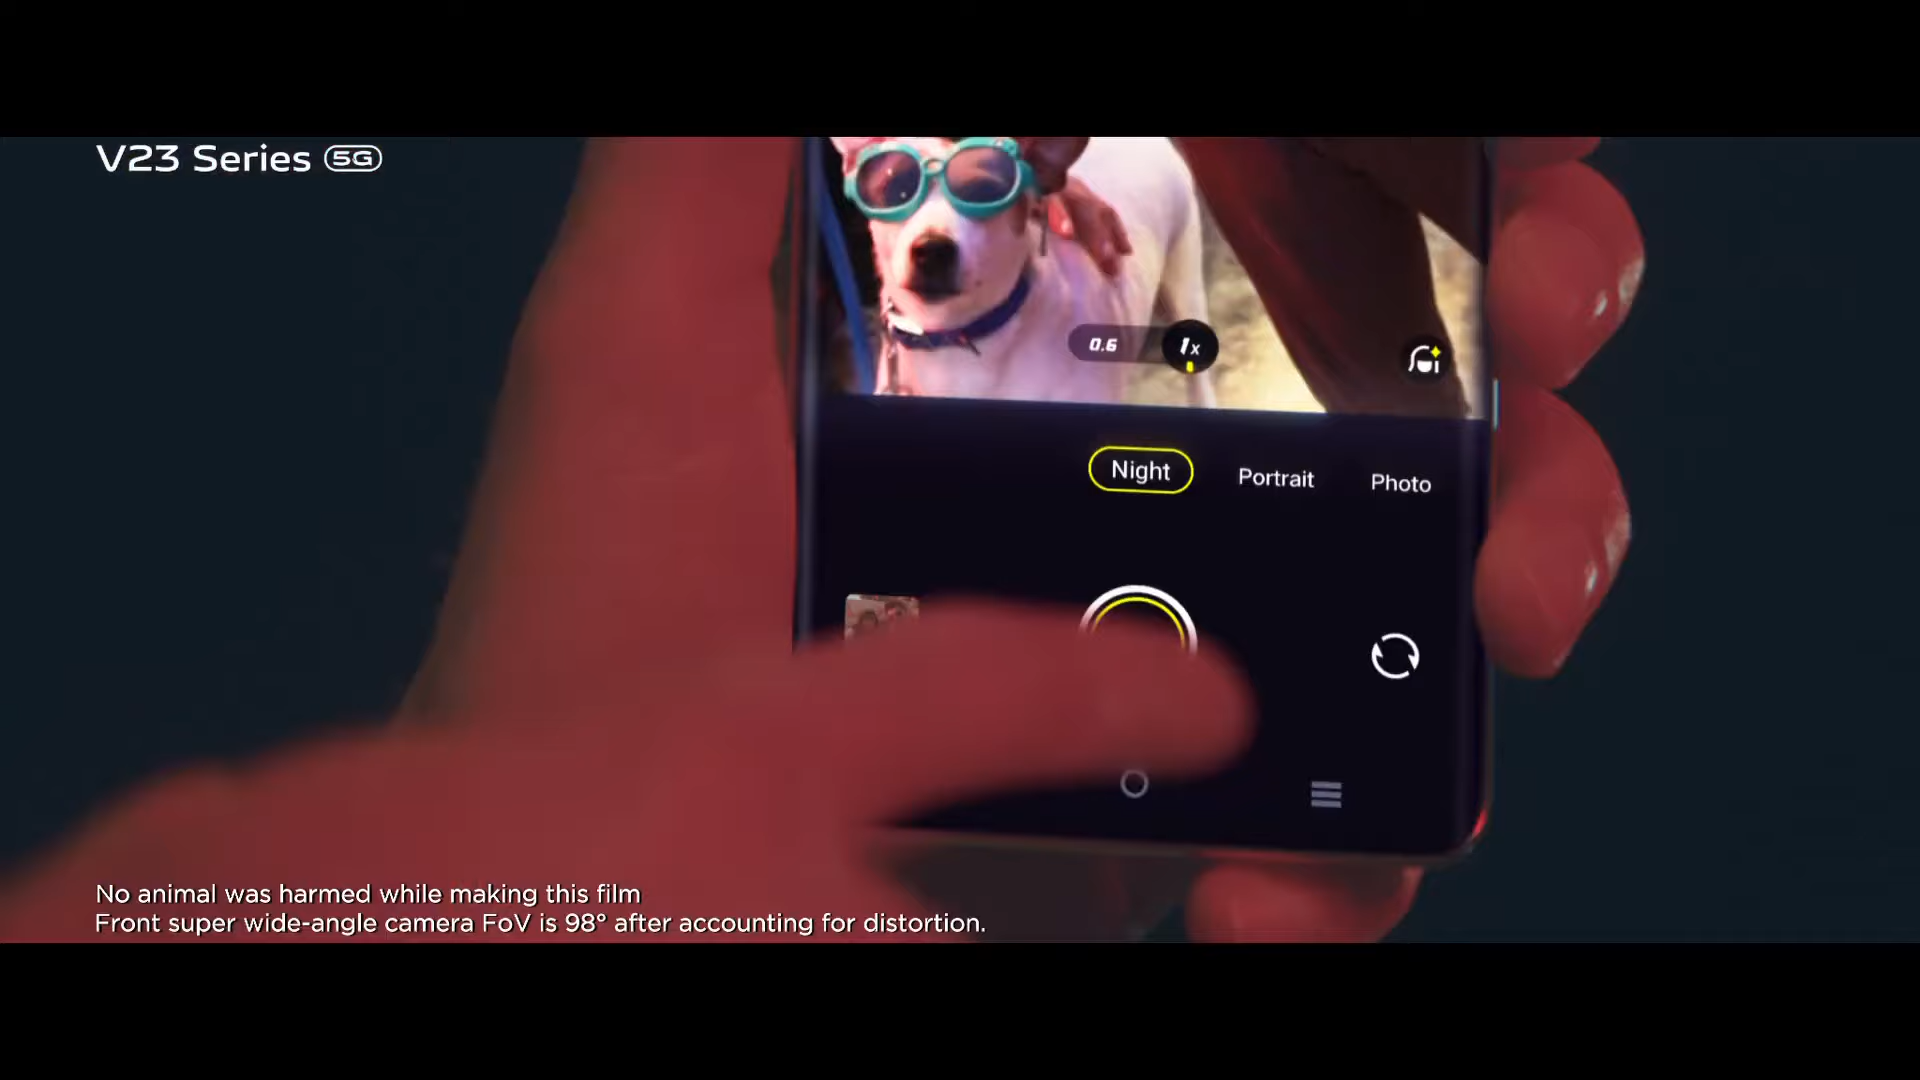 V23 Series 5G
0.6 1x
Night Portrait Photo
No animal was harmed while making this film
Front super wide-angle camera FoV is 98° after accounting for distortion.